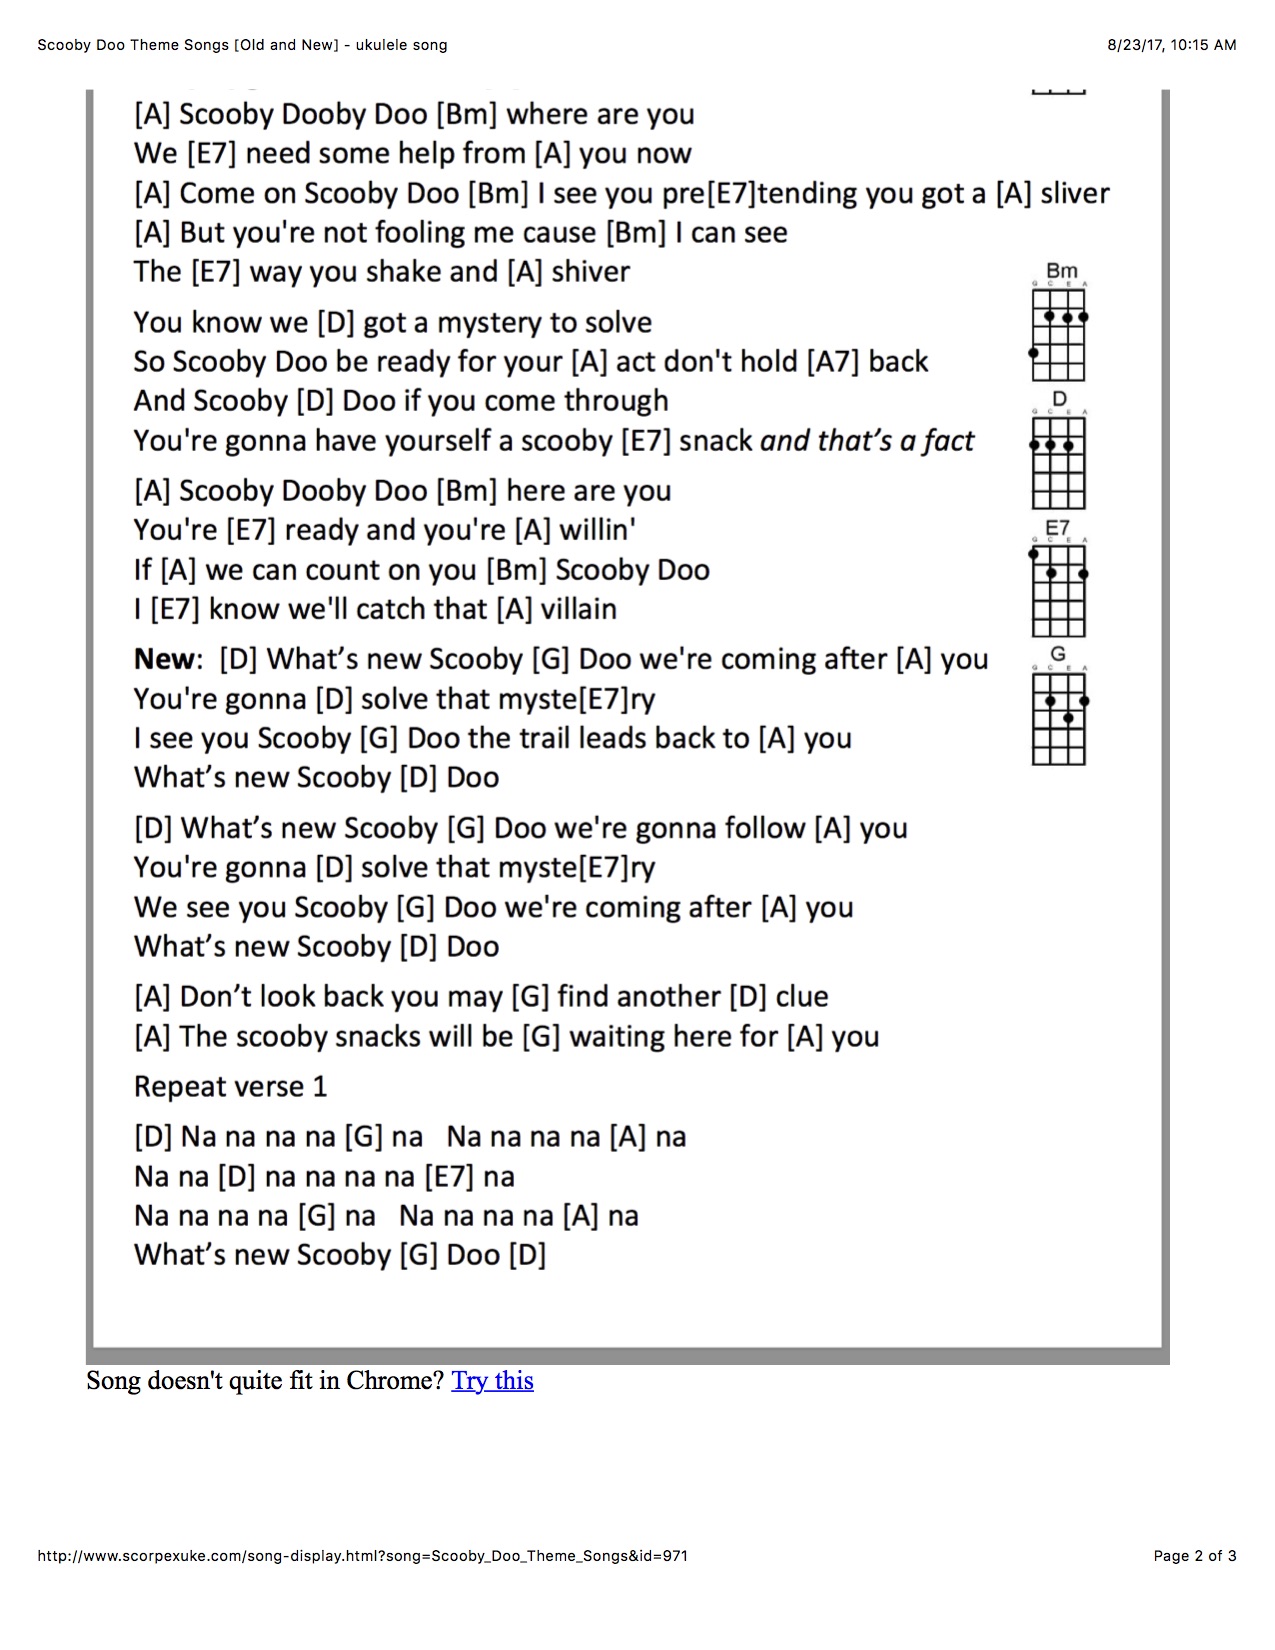 Scooby Doo Theme Songs [Old and New] - ukulele song
8/23/17, 10:15 AM
[A] Scooby Dooby Doo [Bm] where are you
We [E7] need some help from [A] you now
[A] Come on Scooby Doo [Bm] I see you pre[E7]tending you got a [A] sliver
[A] But you're not fooling me cause [Bm] I can see
The [E7] way you shake and [A] shiver
Bm
G C E A
You know we [D] got a mystery to solve
So Scooby Doo be ready for your [A] act don't hold [A7] back
And Scooby [D] Doo if you come through
You're gonna have yourself a scooby [E7] snack and that’s a fact
D
G C E A
[A] Scooby Dooby Doo [Bm] here are you
You're [E7] ready and you're [A] willin'
If [A] we can count on you [Bm] Scooby Doo
I [E7] know we'll catch that [A] villain
E7
G C E A
New: [D] What’s new Scooby [G] Doo we're coming after [A] you
You're gonna [D] solve that myste[E7]ry
I see you Scooby [G] Doo the trail leads back to [A] you
What’s new Scooby [D] Doo
G
G C E A
[D] What’s new Scooby [G] Doo we're gonna follow [A] you
You're gonna [D] solve that myste[E7]ry
We see you Scooby [G] Doo we're coming after [A] you
What’s new Scooby [D] Doo
[A] Don’t look back you may [G] find another [D] clue
[A] The scooby snacks will be [G] waiting here for [A] you
Repeat verse 1
[D] Na na na na [G] na Na na na na [A] na
Na na [D] na na na na [E7] na
Na na na na [G] na Na na na na [A] na
What’s new Scooby [G] Doo [D]
Song doesn't quite fit in Chrome? Try this
http://www.scorpexuke.com/song-display.html?song=Scooby_Doo_Theme_Songs&id=971
Page 2 of 3